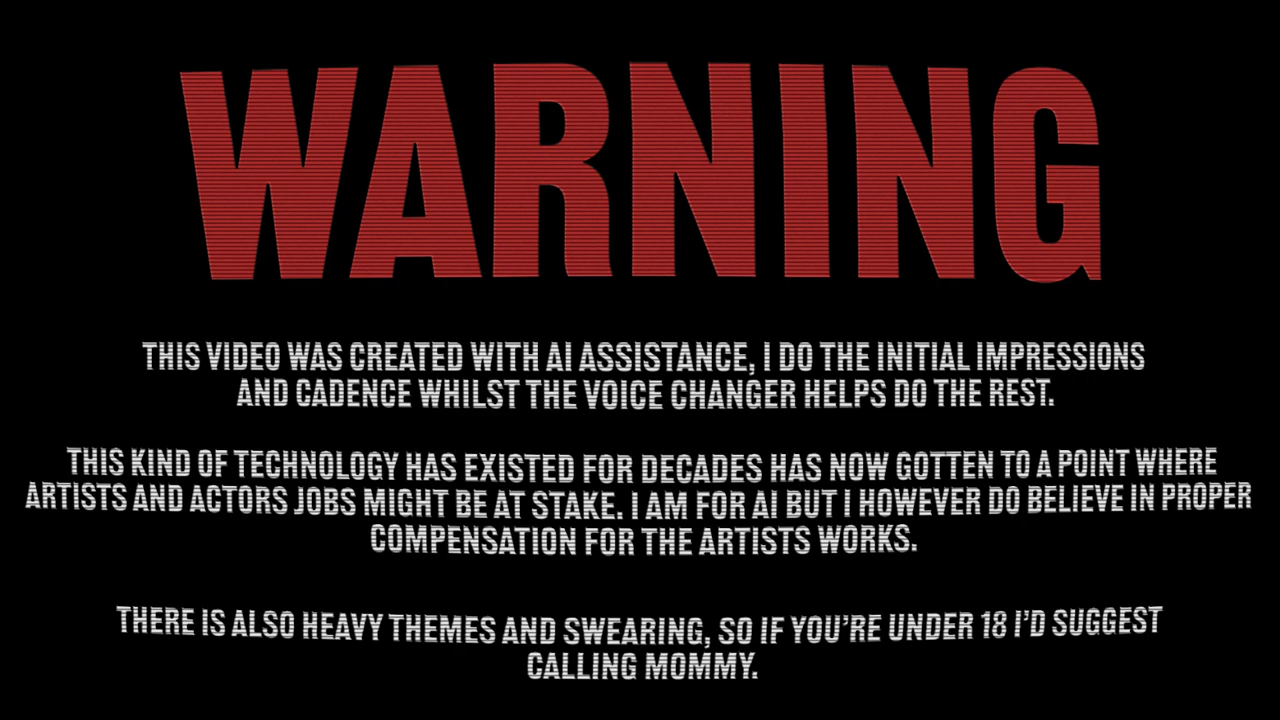 WARNING
THIS VIDEO WAS CREATED WITH AI ASSISTANCE, I DO THE INITIAL IMPRESSIONS
AND CADENCE WHILST THE VOICE CHANGER HELPS DO THE REST.
THIS KIND OF TECHNOLOGY HAS EXISTED FOR DECADES HAS NOW GOTTEN TO A POINT WHERE
ARTISTS AND ACTORS JOBS MIGHT BE AT STAKE. I AM FOR AI BUT I HOWEVER DO BELIEVE IN PROPER
COMPENSATION FOR THE ARTISTS WORKS.
THERE IS ALSO HEAVY THEMES AND SWEARING, SO IF YOU'RE UNDER 18 I'D SUGGEST
CALLING MOMMY.